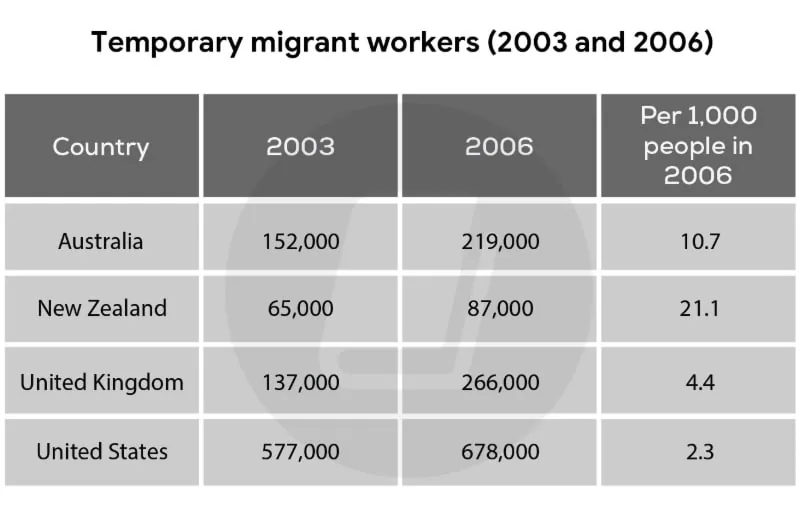 Temporary migrant workers (2003 and 2006)
Country 2003 2006 Per 1,000
people in
2006
Australia 152,000 219,000 10.7
New Zealand 65,000 87,000 21.1
United Kingdom 137,000 266,000 4.4
United States 577,000 678,000 2.3